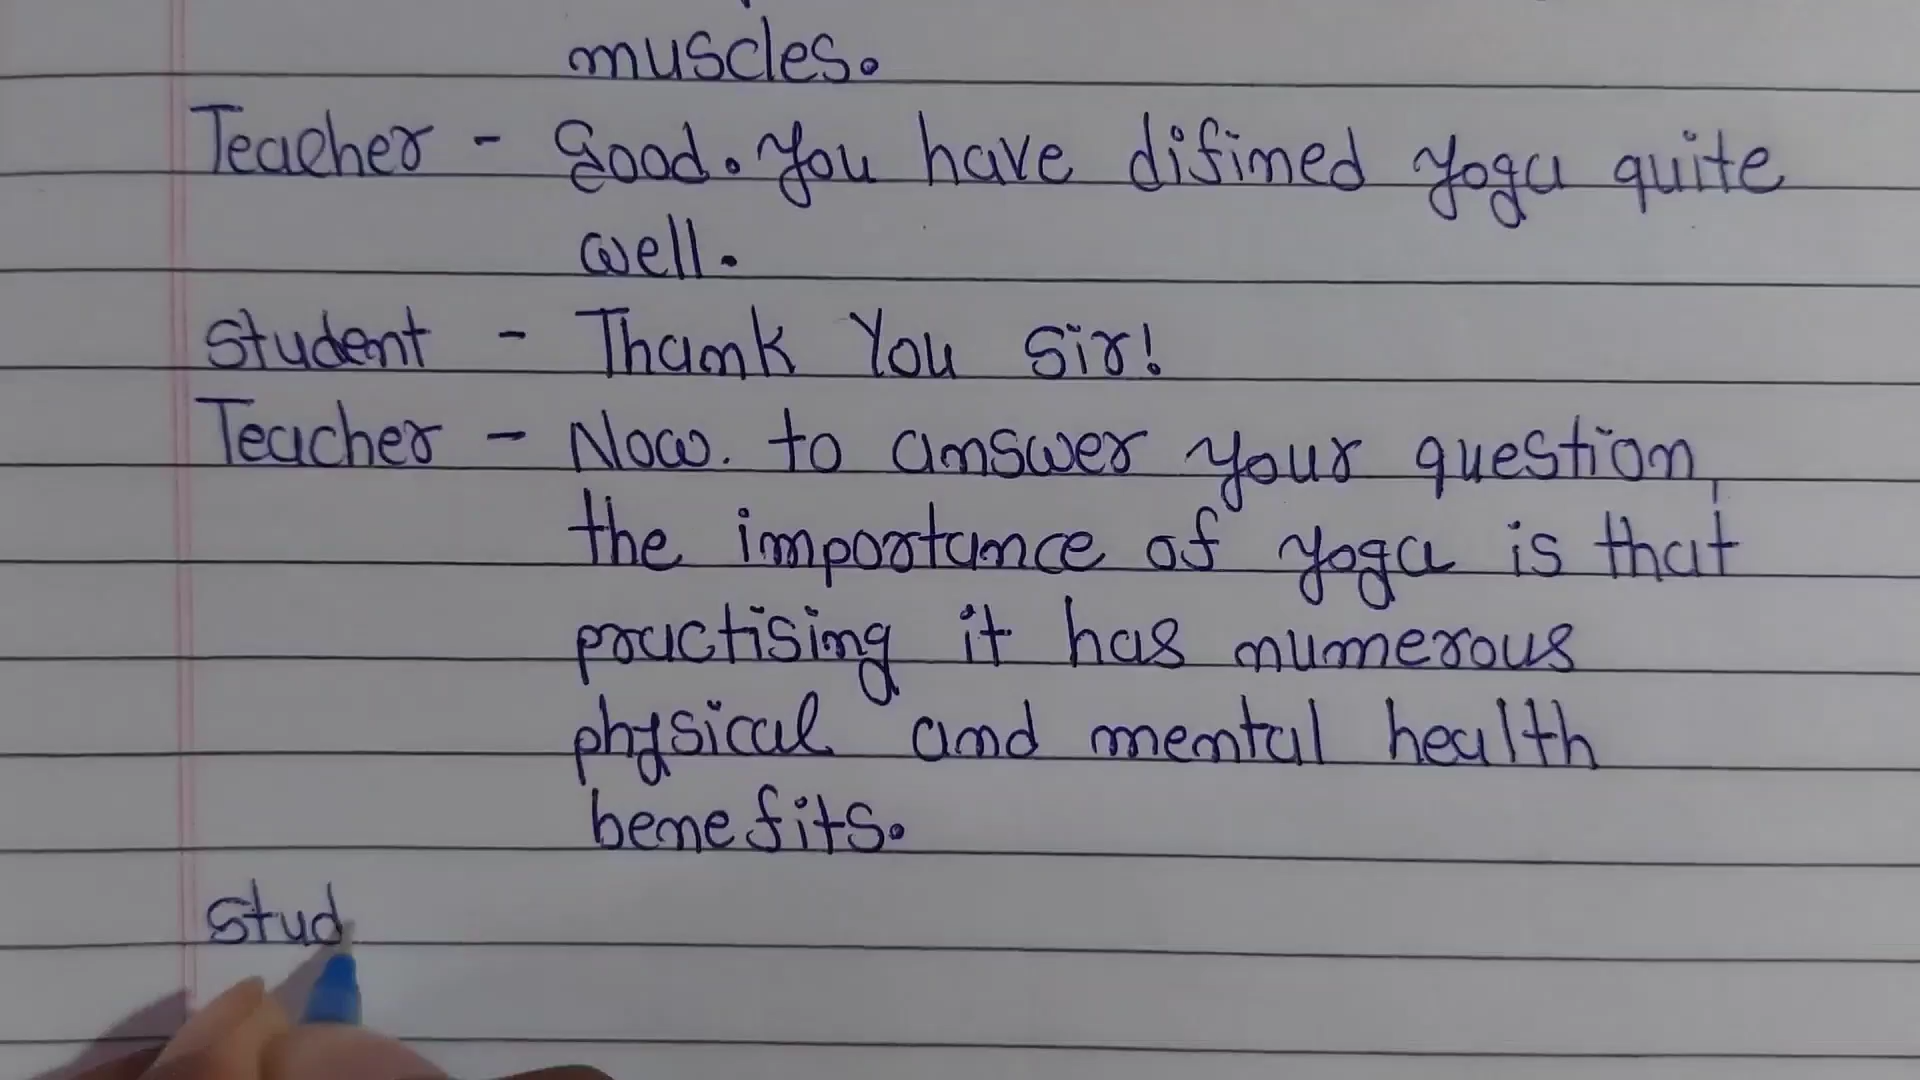 muscles.
Teacher - Good. You have difined yoga quite
well.
Student - Thank You Sir!
Teacher - Now. to answer your question,
the importance of yoga is that
practising it has numerous
physical and mental health
benefits.
Stud